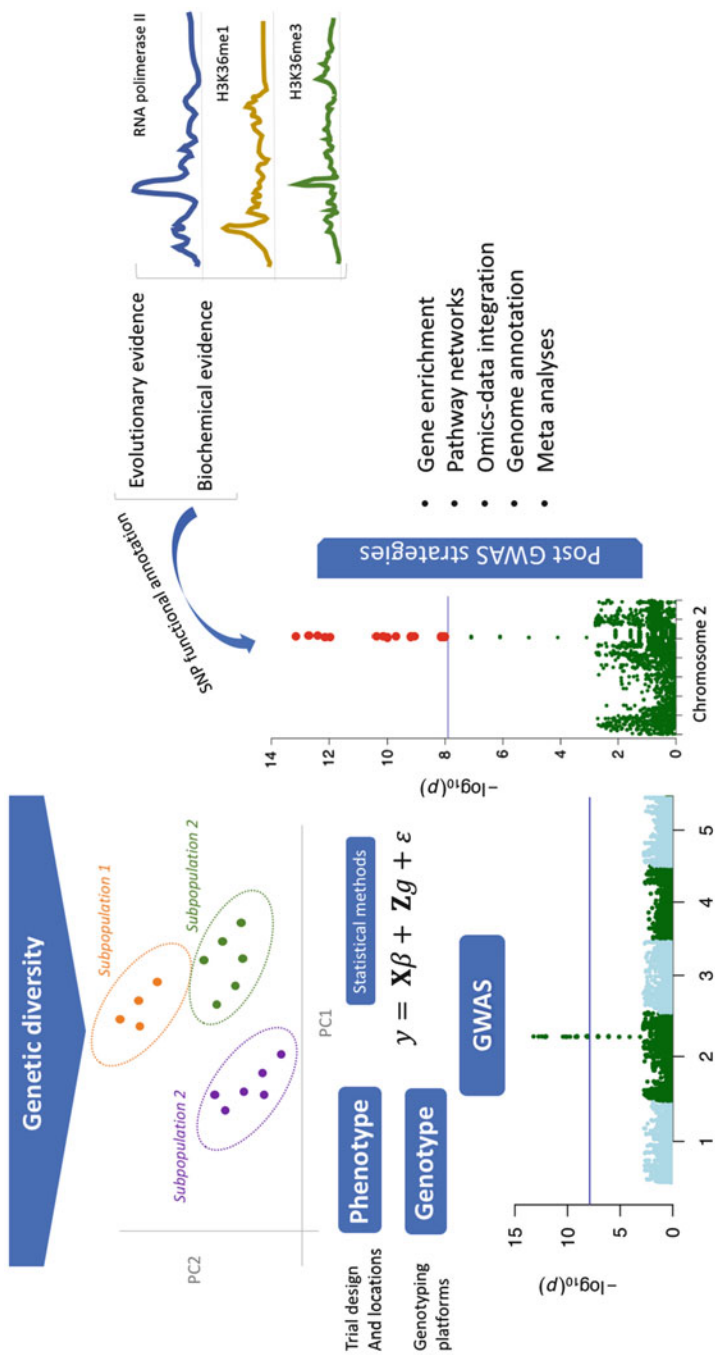 Genetic diversity
PC2
Subpopulation 1
Subpopulation 2
Subpopulation 2
PC1
Trial design
And locations
Phenotype
Statistical methods
Genotyping
platforms
Genotype
y = Xβ + Zg + ε
GWAS
−log10(p)
15
10
5
0
1
2
3
4
5
SNP functional annotation
Evolutionary evidence
Biochemical evidence
RNA polimerase II
H3K36me1
H3K36me3
−log10(p)
14
12
10
8
6
4
2
0
Chromosome 2
Post GWAS strategies
• Gene enrichment
• Pathway networks
• Omics-data integration
• Genome annotation
• Meta analyses